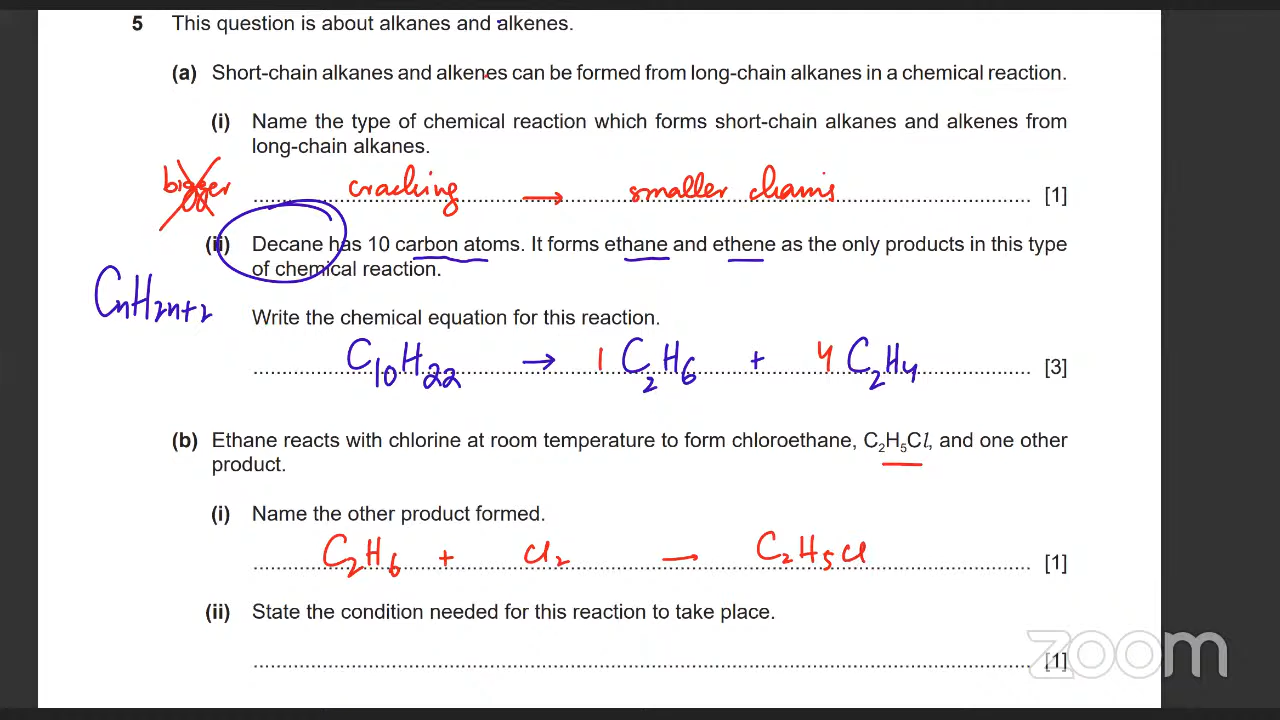 5 This question is about alkanes and alkenes.
(a) Short-chain alkanes and alkenes can be formed from long-chain alkanes in a chemical reaction.
(i) Name the type of chemical reaction which forms short-chain alkanes and alkenes from
long-chain alkanes.
bigger cracking → smaller chains [1]
(ii) Decane has 10 carbon atoms. It forms ethane and ethene as the only products in this type
of chemical reaction.
CnH2n+2
Write the chemical equation for this reaction.
C10H22 → 1 C2H6 + 4 C2H4 [3]
(b) Ethane reacts with chlorine at room temperature to form chloroethane, C2H5Cl, and one other
product.
(i) Name the other product formed.
C2H6 + Cl2 — C2H5Cl [1]
(ii) State the condition needed for this reaction to take place.
[1]
zoom